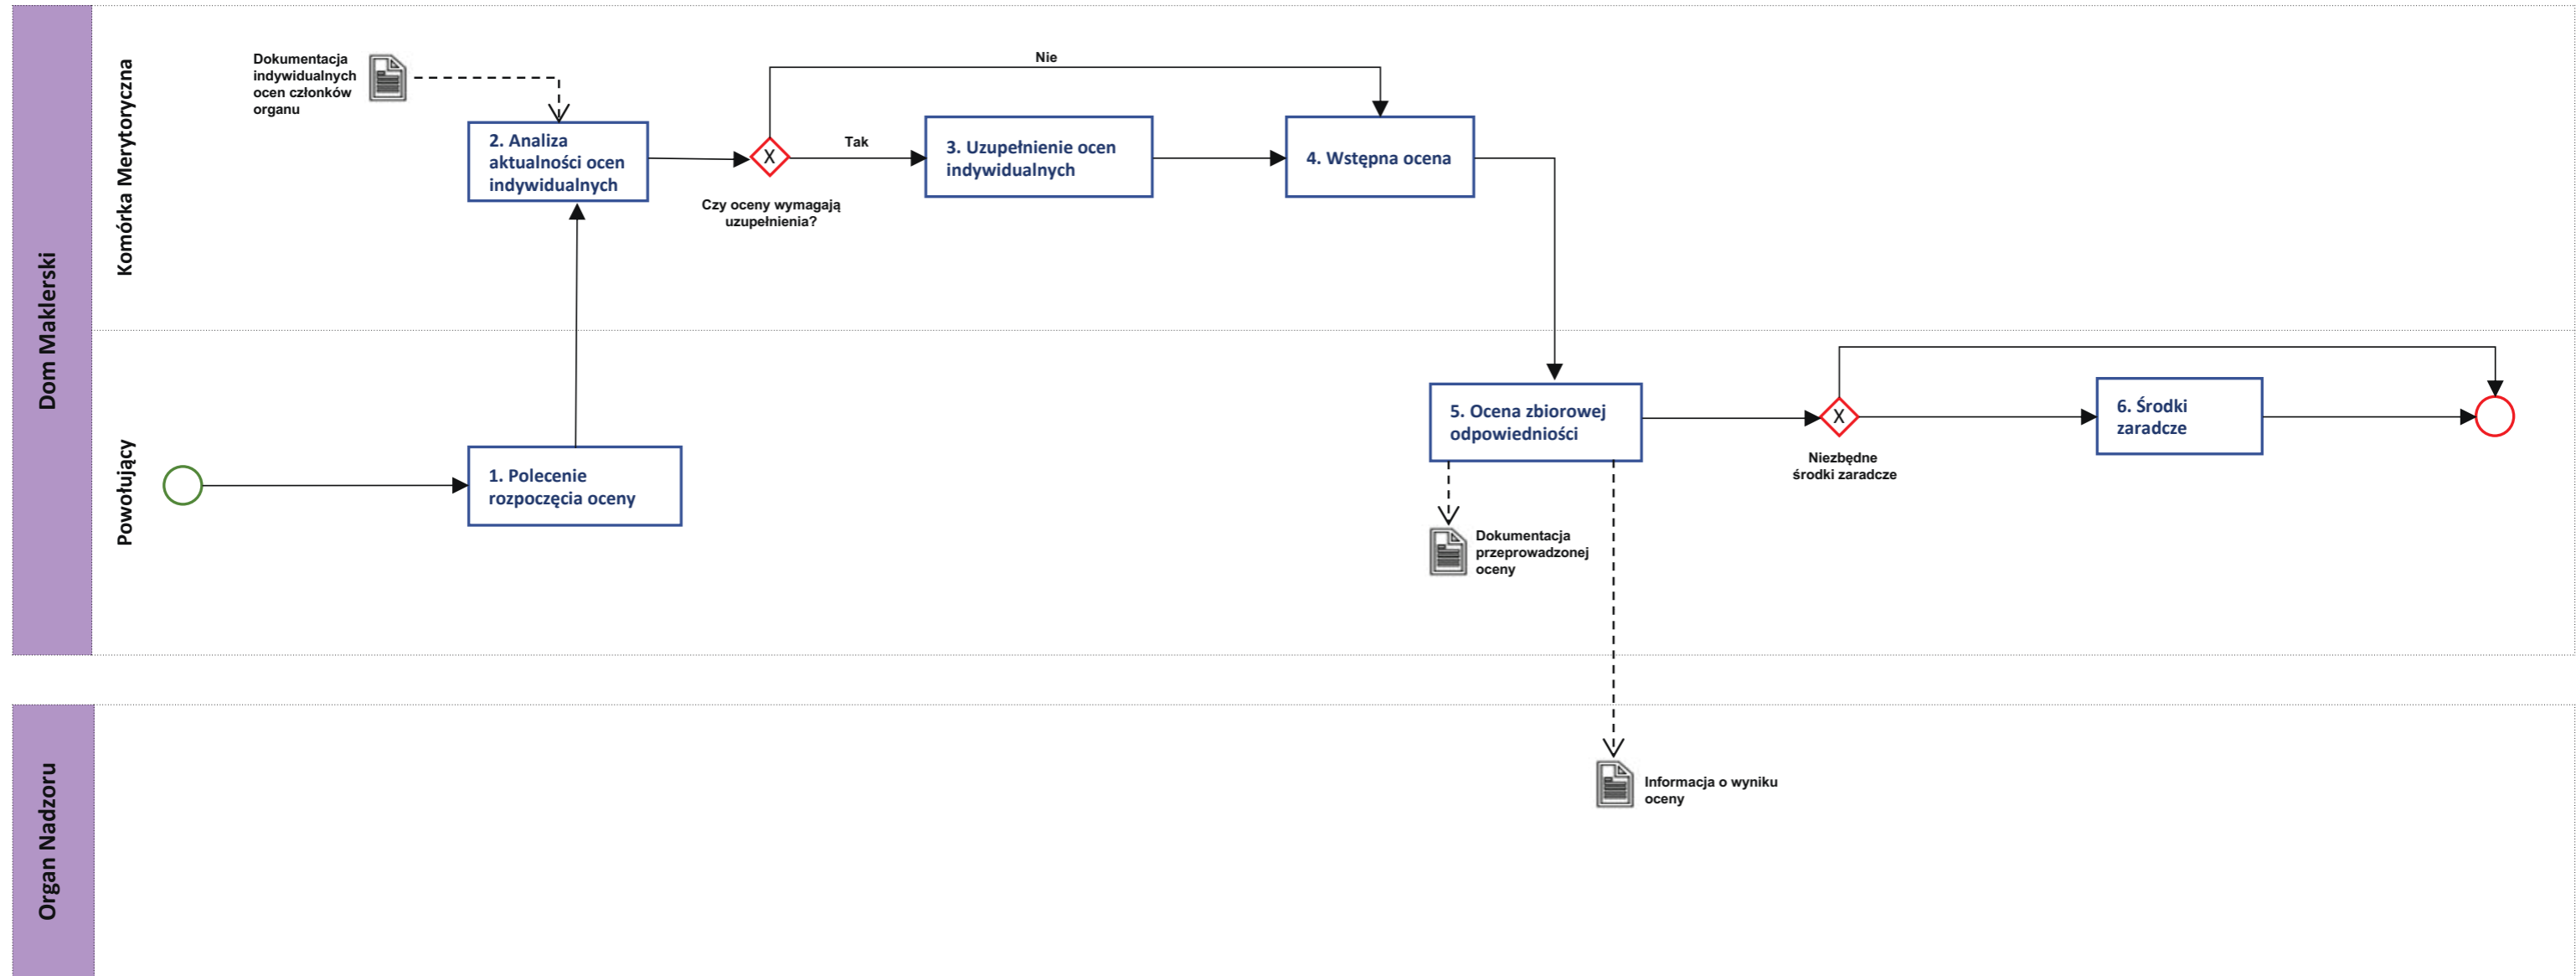 Dom Maklerski
Komórka Merytoryczna
Dokumentacja
indywidualnych
ocen członków
organu
2. Analiza
aktualności ocen
indywidualnych
X
Czy oceny wymagają
uzupełnienia?
Nie
Tak
3. Uzupełnienie ocen
indywidualnych
4. Wstępna ocena
Powołujący
1. Polecenie
rozpoczęcia oceny
5. Ocena zbiorowej
odpowiedniości
Dokumentacja
przeprowadzonej
oceny
X
Niezbędne
środki zaradcze
6. Środki
zaradcze
Organ Nadzoru
Informacja o wyniku
oceny